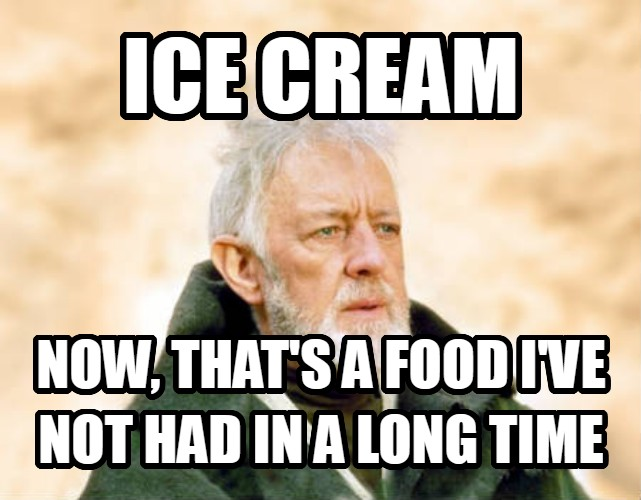 ICE CREAM
NOW, THAT'S A FOOD I'VE
NOT HAD IN A LONG TIME